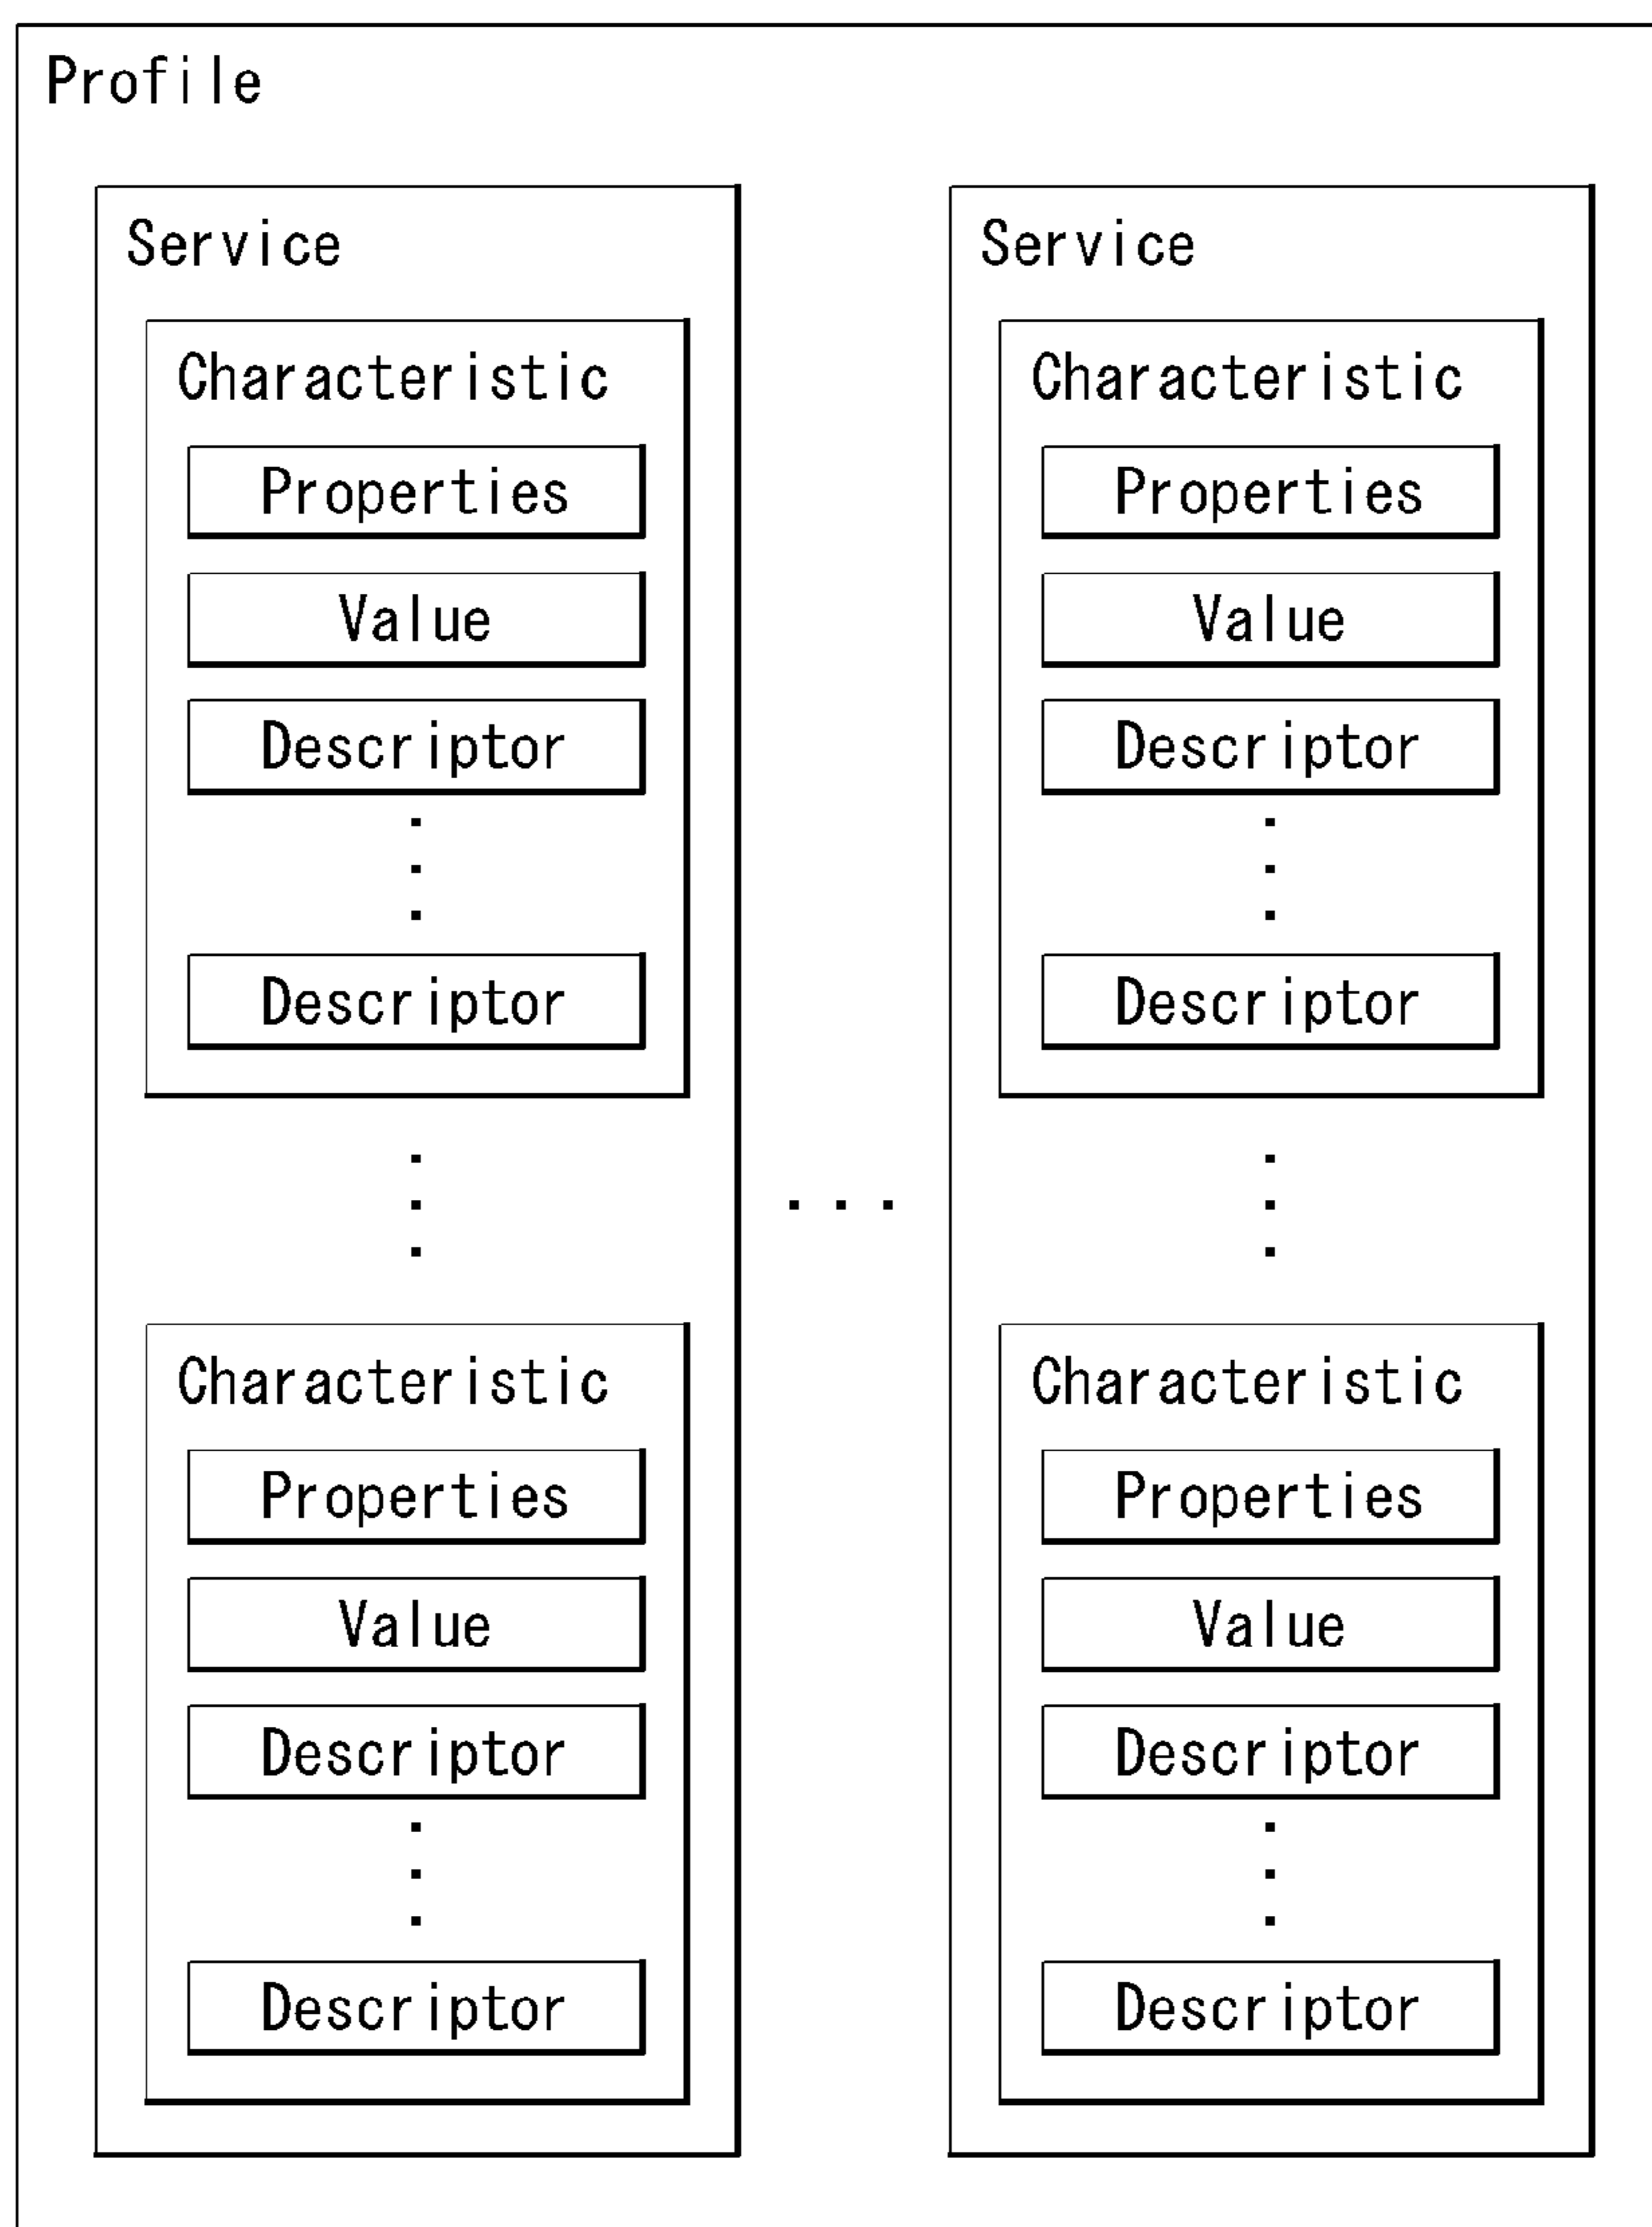 Profile
Service
Characteristic
Properties
Value
Descriptor
Descriptor
Characteristic
Properties
Value
Descriptor
Descriptor
Service
Characteristic
Properties
Value
Descriptor
Descriptor
Characteristic
Properties
Value
Descriptor
Descriptor